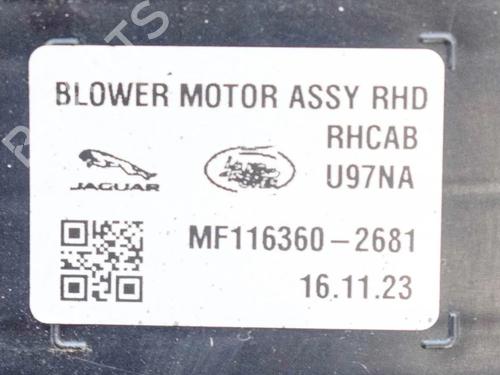 BLOWER MOTOR ASSY RHD
RHCAB
JAGUAR
U97NA
MF116360-2681
16.11.23